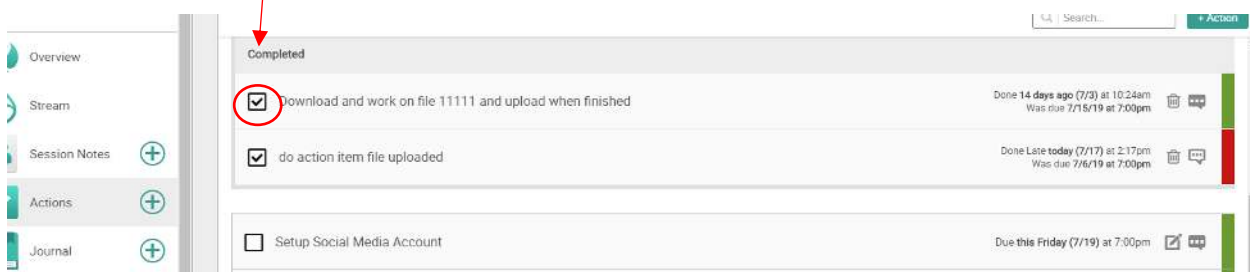 Search...
+ Action
Overview
Completed
Download and work on file 11111 and upload when finished
Done 14 days ago (7/3) at 10:24am
Was due 7/15/19 at 7:00pm
Stream
Session Notes
do action item file uploaded
Done Late today (7/17) at 2:17pm
Was due 7/6/19 at 7:00pm
Actions
Setup Social Media Account
Due this Friday (7/19) at 7:00pm
Journal